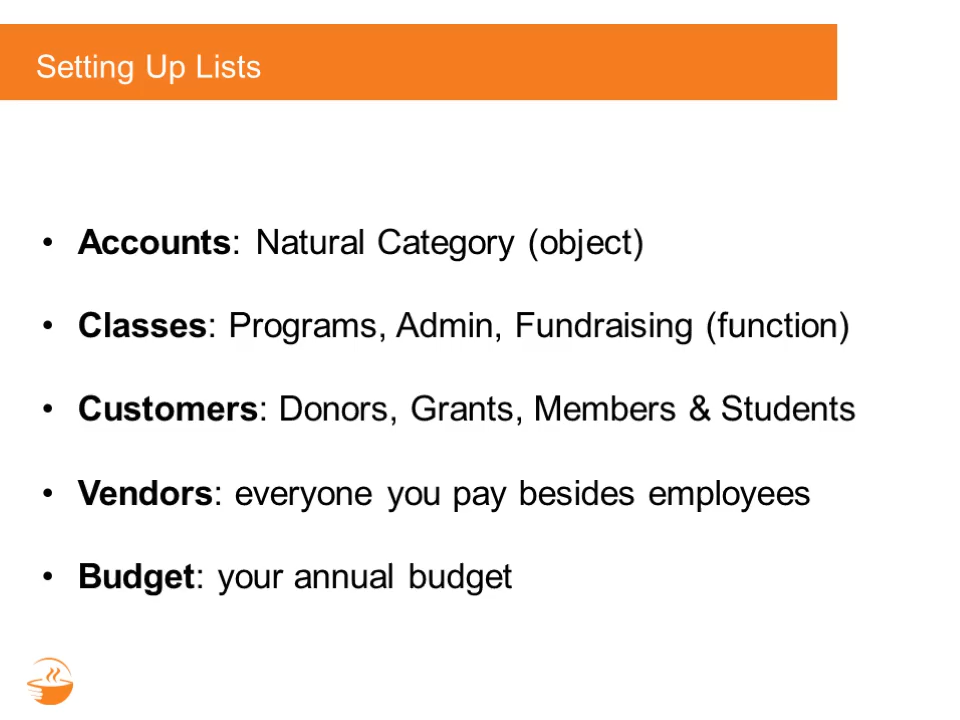 Setting Up Lists
• Accounts: Natural Category (object)
• Classes: Programs, Admin, Fundraising (function)
• Customers: Donors, Grants, Members & Students
• Vendors: everyone you pay besides employees
• Budget: your annual budget